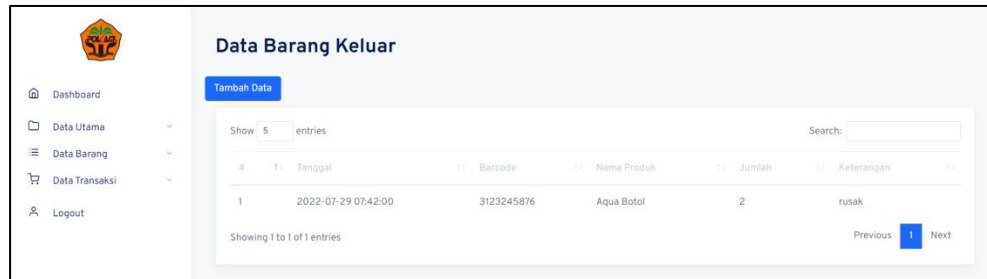 Data Barang Keluar
Tambah Data
Dashboard
Data Utama
Data Barang
Data Transaksi
Logout
Show 5 entries
Search:
# Tanggal Barcode Nama Produk Jumlah Keterangan
1 2022-07-29 07:42:00 3123245876 Aqua Botol 2 rusak
Showing 1 to 1 of 1 entries
Previous 1 Next